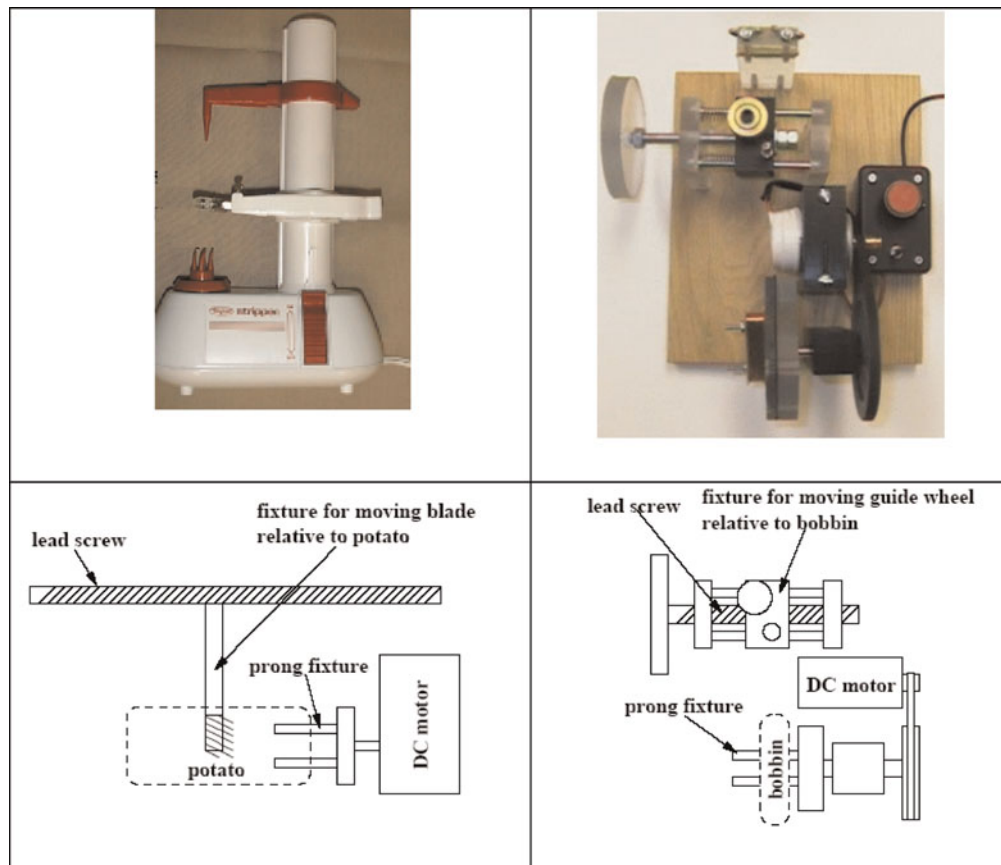 stripper
fixture for moving blade
relative to potato
lead screw
prong fixture
DC motor
potato
fixture for moving guide wheel
relative to bobbin
lead screw
DC motor
prong fixture
bobbin